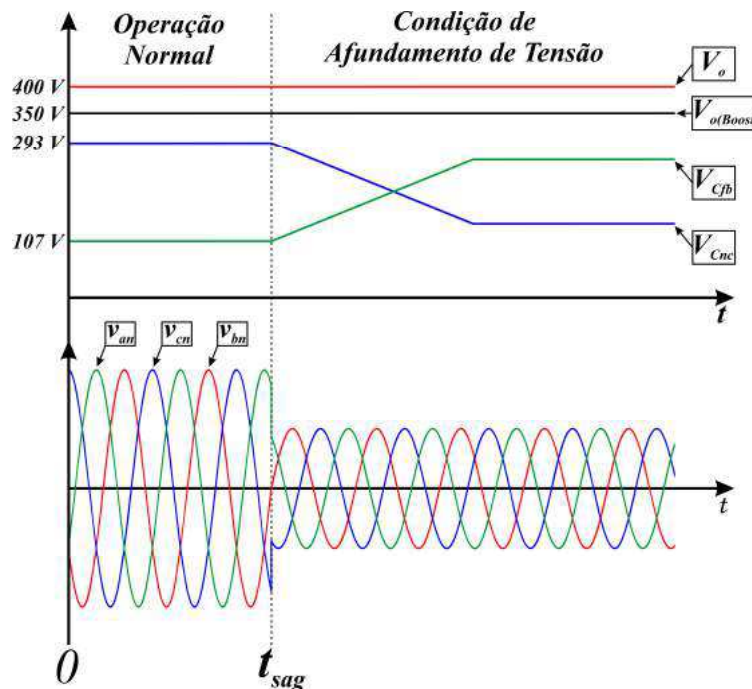 Operação
Normal
Condição de
Afundamento de Tensão
400 V
350 V
293 V
107 V
V_o
V_o(Boost
V_Cfb
V_Cnc
t
v_an
v_cn
v_bn
t
0
t_sag